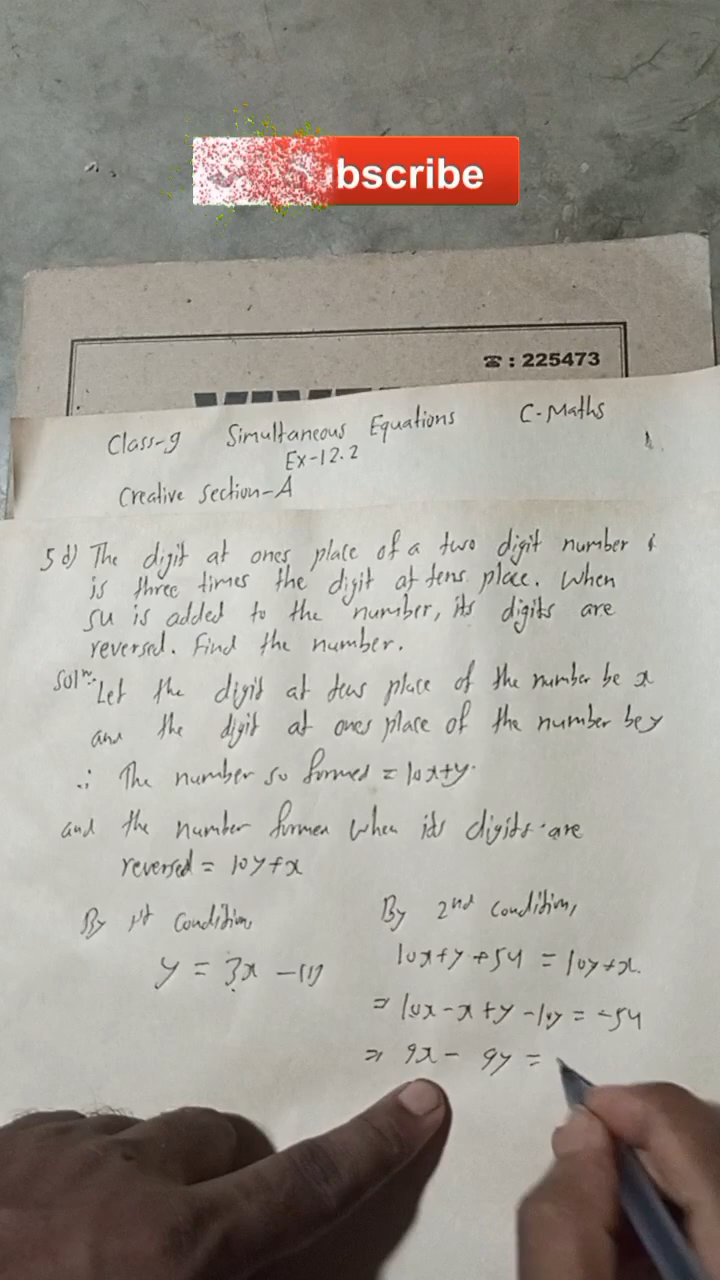 bscribe
☎ : 225473
Class-9 Simultaneous Equations C-Maths
Ex-12.2
Creative Section-A
5 d) The digit at ones place of a two digit number
is three times the digit at tens place. When
54 is added to the number, its digits are
reversed. Find the number.
Solⁿ:- Let the digit at tens place of the number be x
and the digit at ones place of the number be y
∴ The number so formed = 10x+y.
and the number formed when its digits are
reversed = 10y+x
By 1st Condition,
y = 3x -(i)
By 2nd condition,
10x+y+54 = 10y+x.
⇒ 10x-x+y-10y = -54
⇒ 9x - 9y =